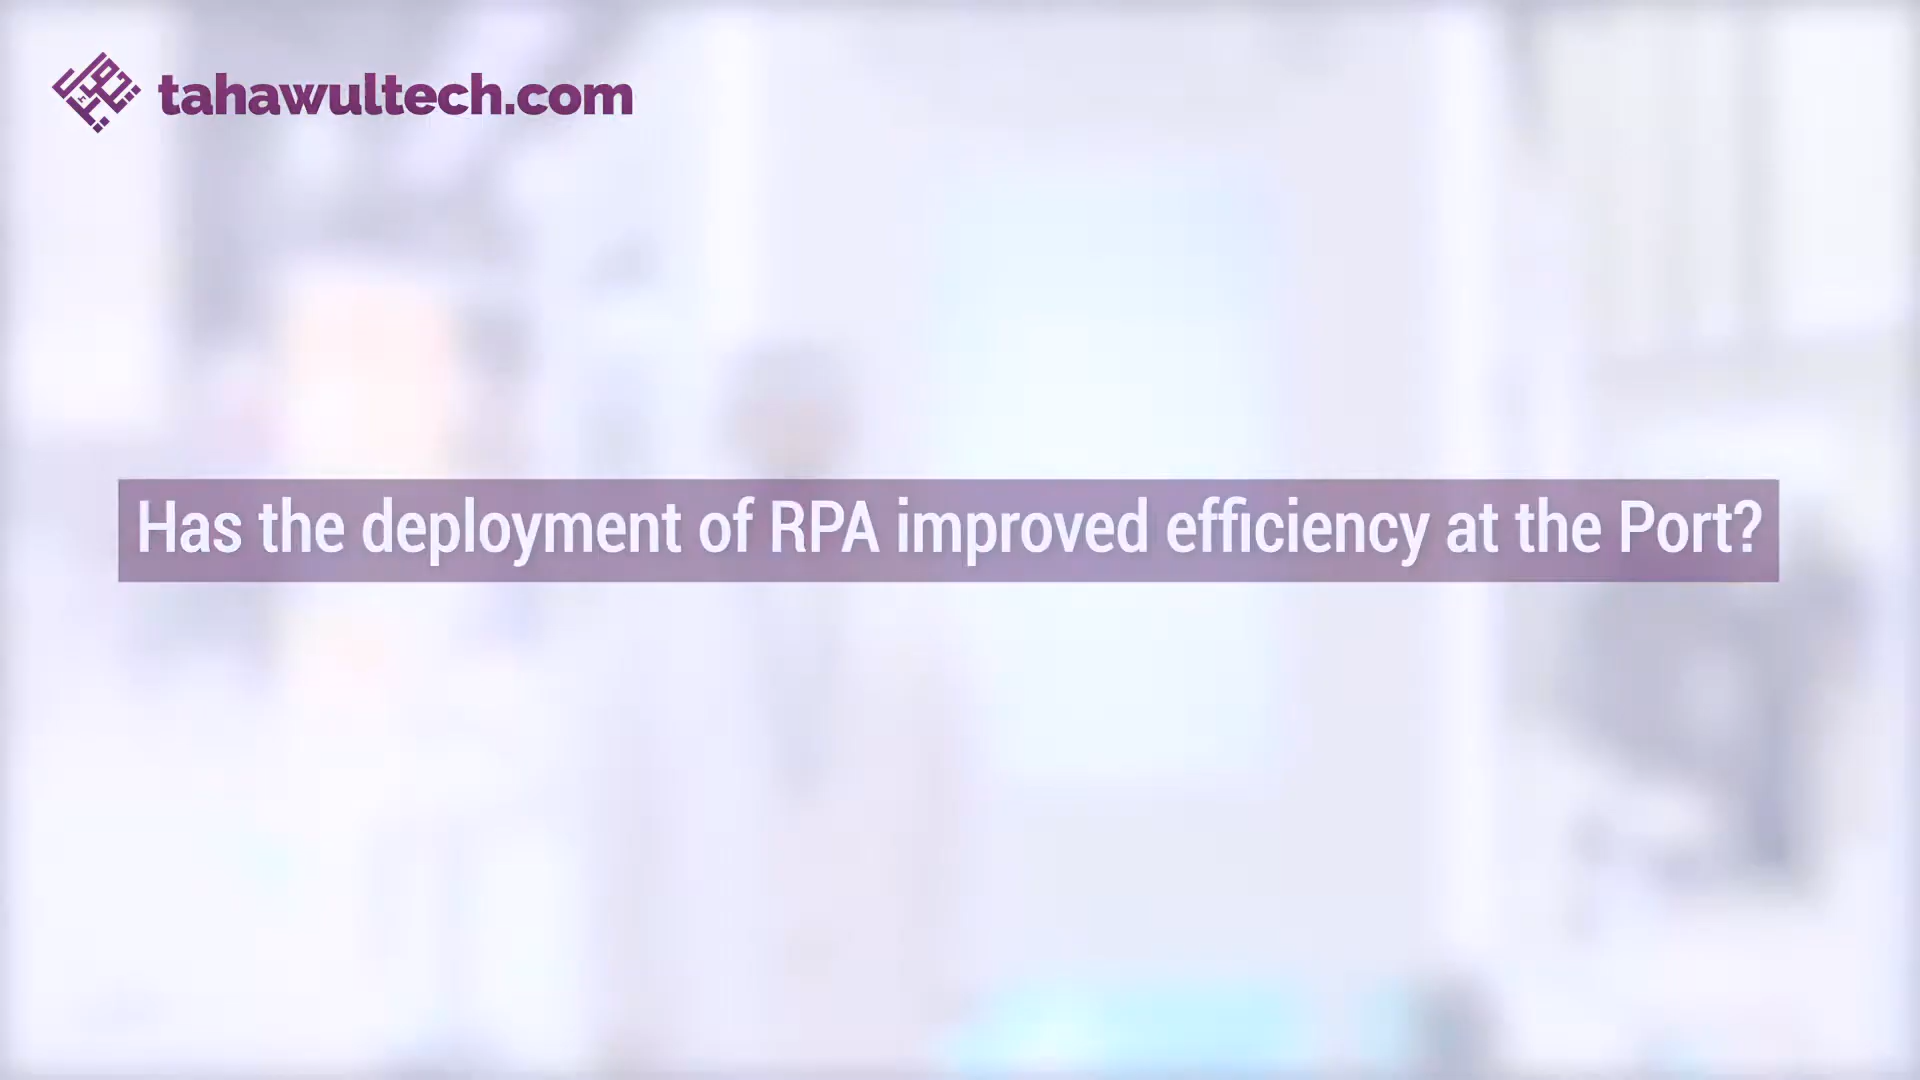 tahawultech.com
Has the deployment of RPA improved efficiency at the Port?